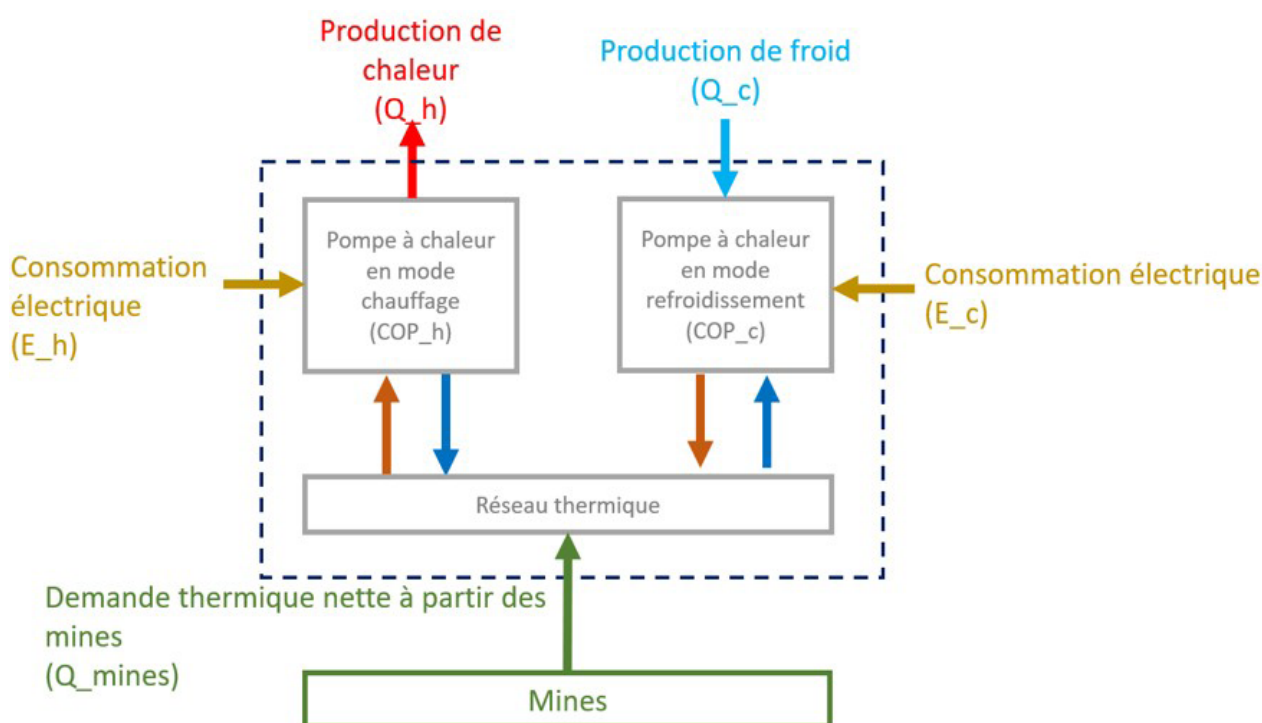 Production de
chaleur
(Q_h)
Production de froid
(Q_c)
Pompe à chaleur
en mode
chauffage
(COP_h)
Pompe à chaleur
en mode
refroidissement
(COP_c)
Consommation
électrique
(E_h)
Consommation électrique
(E_c)
Réseau thermique
Demande thermique nette à partir des
mines
(Q_mines)
Mines